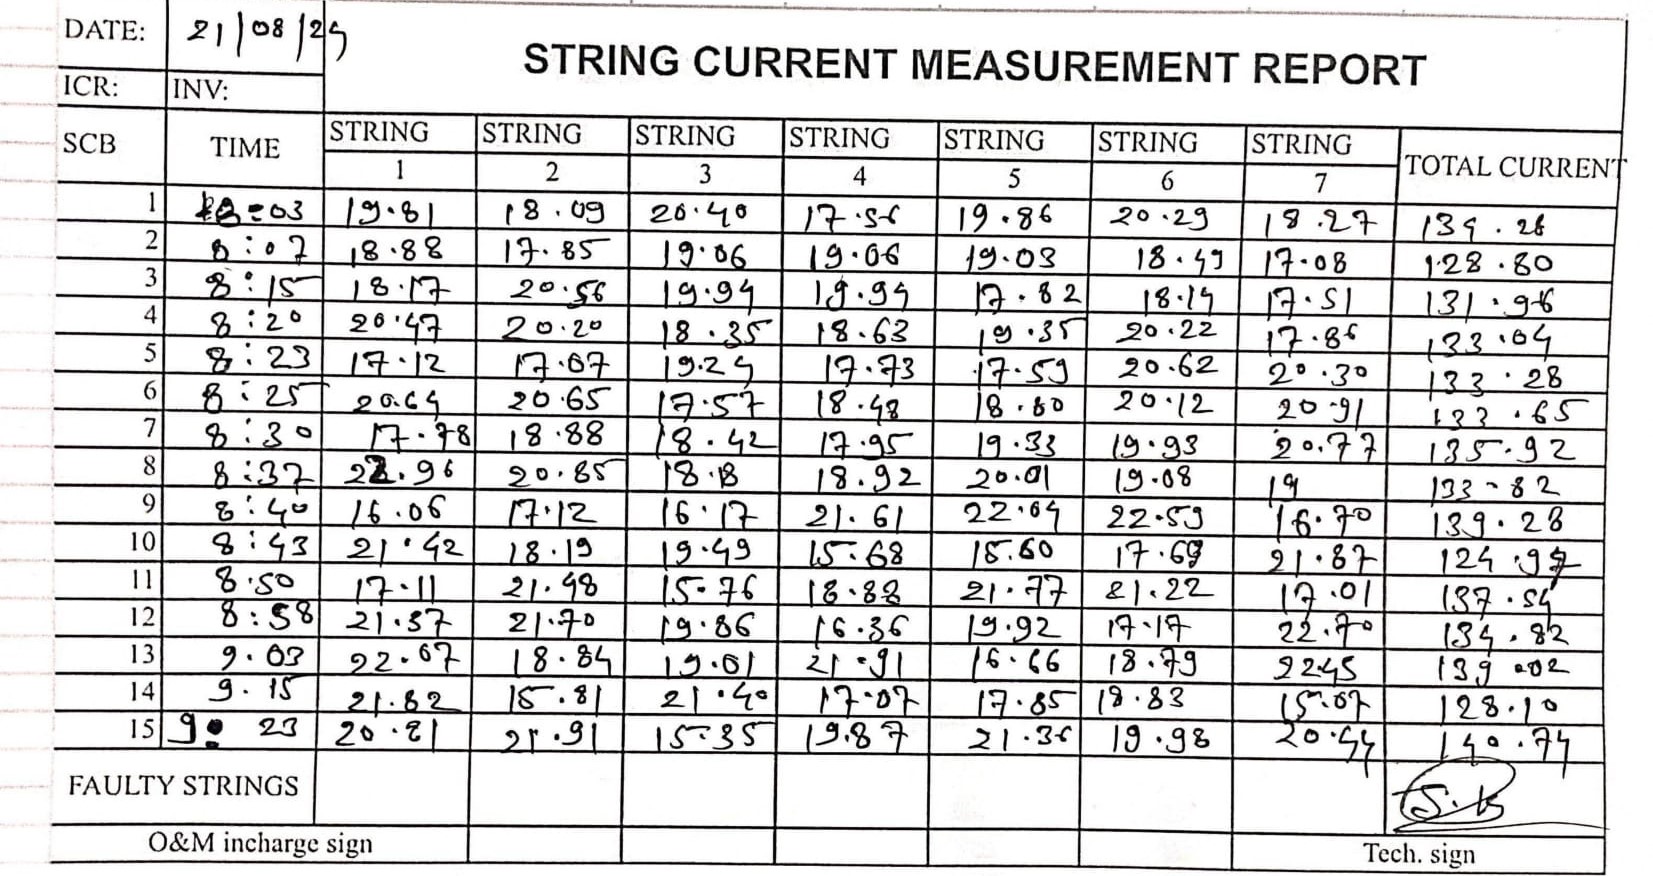 DATE: 21/08/24
STRING CURRENT MEASUREMENT REPORT
ICR: INV:
SCB TIME STRING 1 STRING 2 STRING 3 STRING 4 STRING 5 STRING 6 STRING 7 TOTAL CURRENT
1 8:03 19.81 18.09 20.40 17.56 19.86 20.29 18.27 134.28
2 8:07 18.88 17.85 19.06 19.06 19.03 18.49 17.08 128.80
3 8:15 18.17 20.56 19.94 19.94 17.82 18.14 17.51 131.96
4 8:20 20.47 20.20 18.35 18.63 19.35 20.22 17.86 133.04
5 8:23 17.12 17.67 19.24 17.73 17.59 20.62 20.30 133.28
6 8:25 20.64 20.65 17.57 18.48 18.80 20.12 20.91 133.65
7 8:30 17.78 18.88 18.42 17.95 19.33 19.93 20.77 135.92
8 8:37 .96 20.85 18.18 18.92 20.01 19.08 19 133.82
9 8:40 16.06 17.12 16.17 21.61 22.64 22.59 16.70 139.28
10 8:43 21.42 18.19 19.49 15.68 15.60 17.69 21.87 124.97
11 8.50 17.11 21.48 15.76 18.88 21.77 21.22 17.01 137.54
12 8:58 21.37 21.70 19.86 16.36 19.92 17.17 22.70 134.82
13 9.03 22.67 18.84 19.01 21.91 16.66 18.79 22.45 139.02
14 9.15 21.82 15.81 21.40 17.07 17.85 18.83 15.67 128.10
15 9:23 20.21 21.91 15.35 19.87 21.36 19.98 20.44 140.74
FAULTY STRINGS
O&M incharge sign Tech. sign